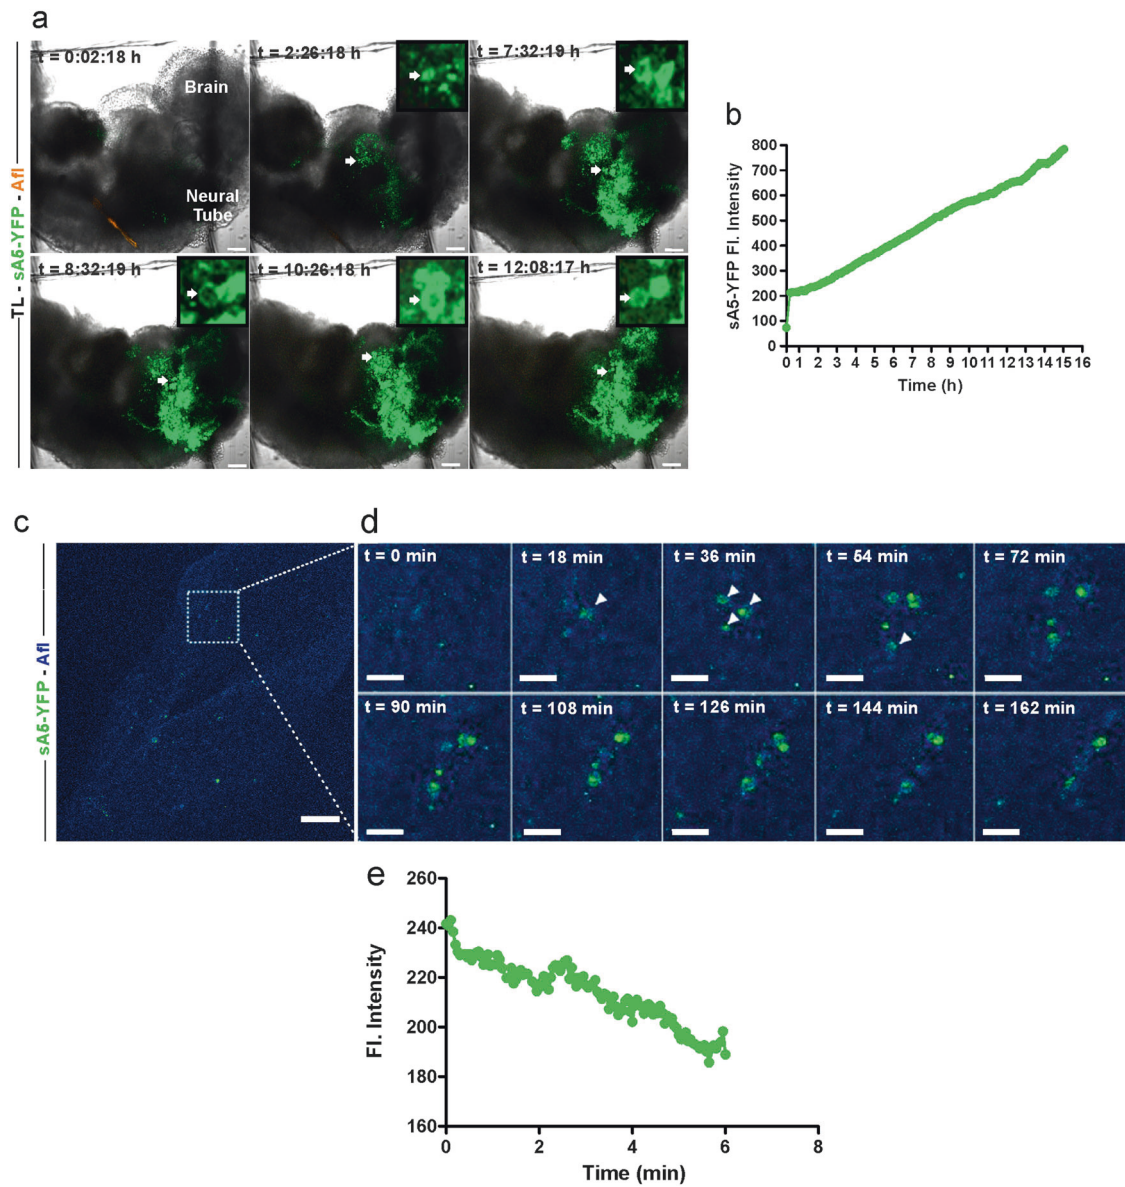 a
TL - sA5-YFP - Afl
t = 0:02:18 h
Brain
Neural
Tube
t = 2:26:18 h
t = 7:32:19 h
t = 8:32:19 h
t = 10:26:18 h
t = 12:08:17 h
b
sA5-YFP Fl. Intensity
800
700
600
500
400
300
200
100
0
0 1 2 3 4 5 6 7 8 9 10 11 12 13 14 15 16
Time (h)
c
sA5-YFP - Afl
d
t = 0 min
t = 18 min
t = 36 min
t = 54 min
t = 72 min
t = 90 min
t = 108 min
t = 126 min
t = 144 min
t = 162 min
e
Fl. Intensity
260
240
220
200
180
160
0 2 4 6 8
Time (min)